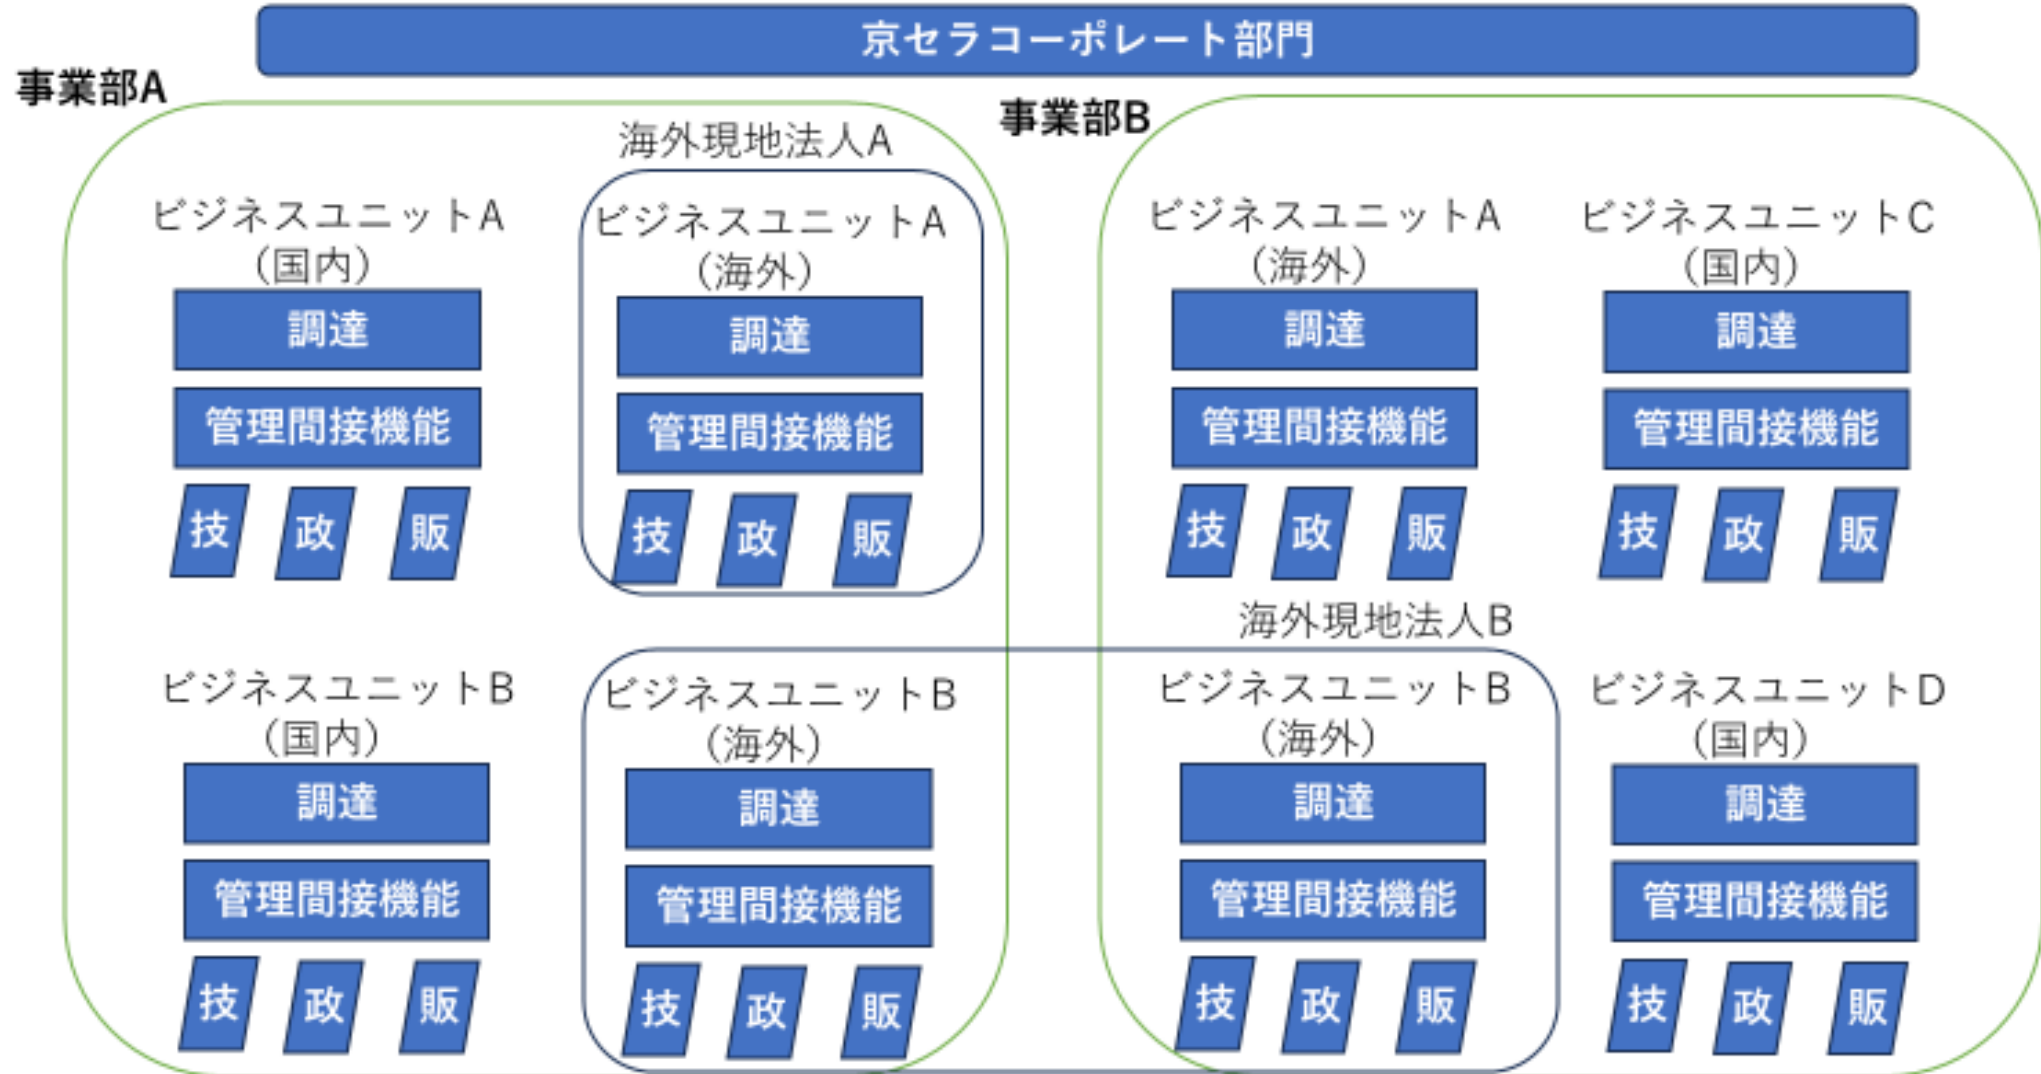 京セラコーポレート部門
事業部A
海外現地法人A
ビジネスユニットA
(国内)
調達
管理間接機能
技
政
販
ビジネスユニットA
(海外)
調達
管理間接機能
技
政
販
ビジネスユニットB
(国内)
調達
管理間接機能
技
政
販
ビジネスユニットB
(海外)
調達
管理間接機能
技
政
販
事業部B
ビジネスユニットA
(海外)
調達
管理間接機能
技
政
販
ビジネスユニットC
(国内)
調達
管理間接機能
技
政
販
海外現地法人B
ビジネスユニットB
(海外)
調達
管理間接機能
技
政
販
ビジネスユニットD
(国内)
調達
管理間接機能
技
政
販